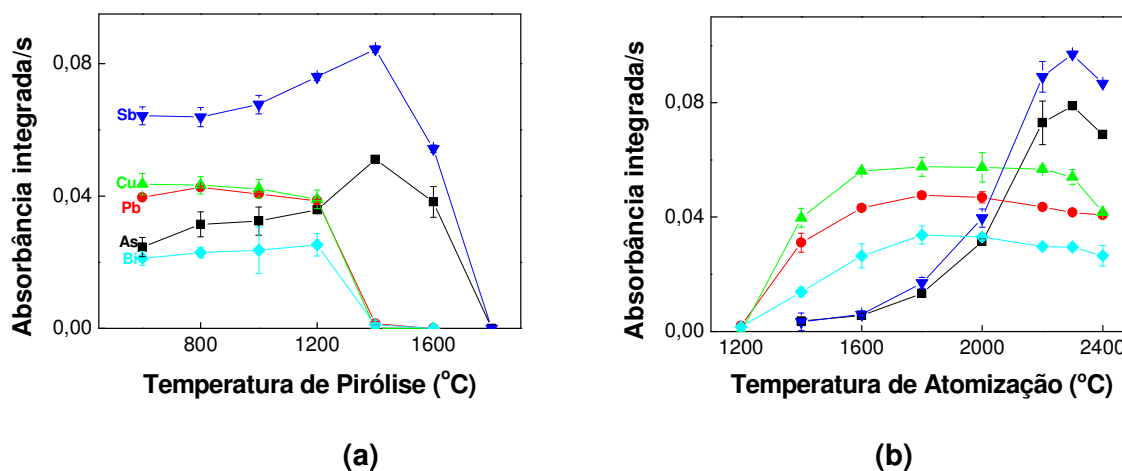 Absorbância integrada/s
0,08
0,04
0,00
Sb
Cu
Pb
As
Bi
800 1200 1600
Temperatura de Pirólise (°C)
(a)
Absorbância integrada/s
0,08
0,04
0,00
1200 1600 2000 2400
Temperatura de Atomização (ºC)
(b)